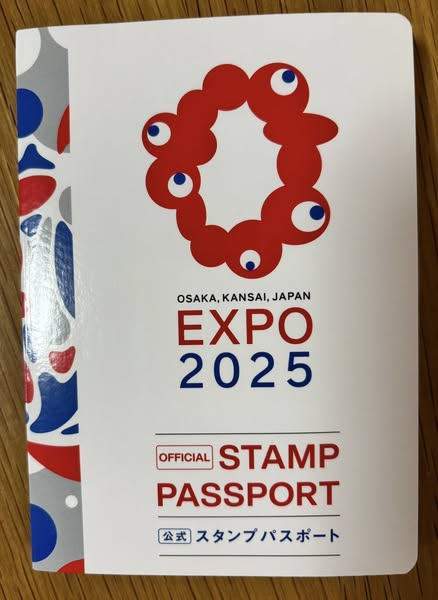 OSAKA, KANSAI, JAPAN
EXPO
2025
OFFICIAL STAMP
PASSPORT
公式 スタンプパスポート